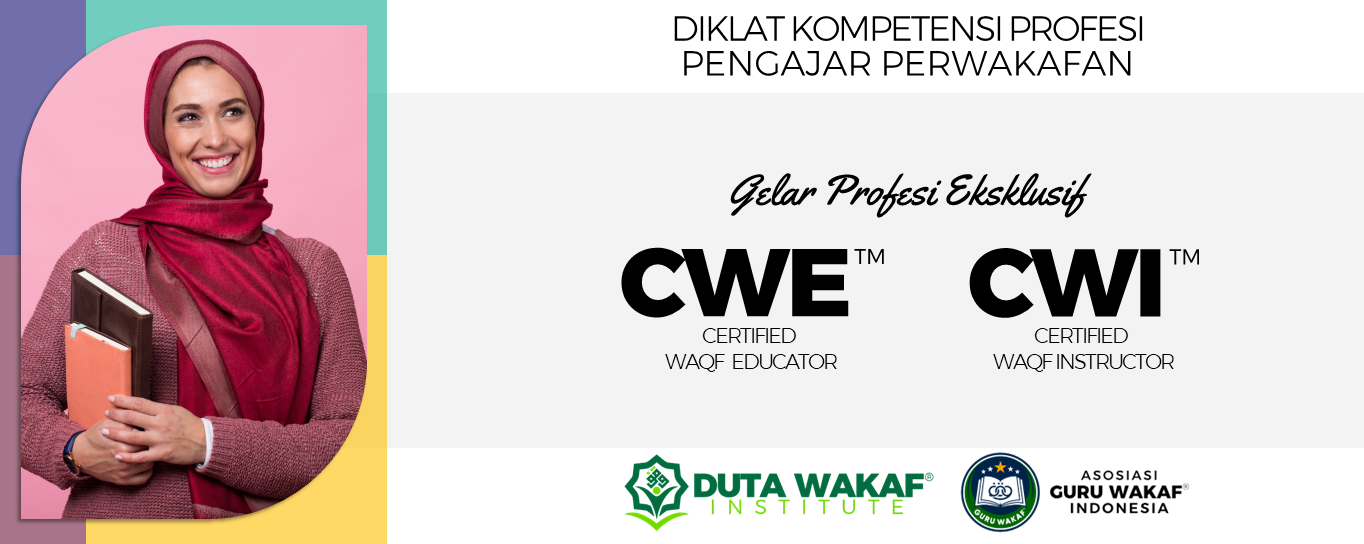 DIKLAT KOMPETENSI PROFESI
PENGAJAR PERWAKAFAN
Gelar Profesi Eksklusif
CWE™
CERTIFIED
WAQF EDUCATOR
CWI™
CERTIFIED
WAQF INSTRUCTOR
DUTA WAKAF®
INSTITUTE
GURU WAKAF
ASOSIASI
GURU WAKAF®
INDONESIA